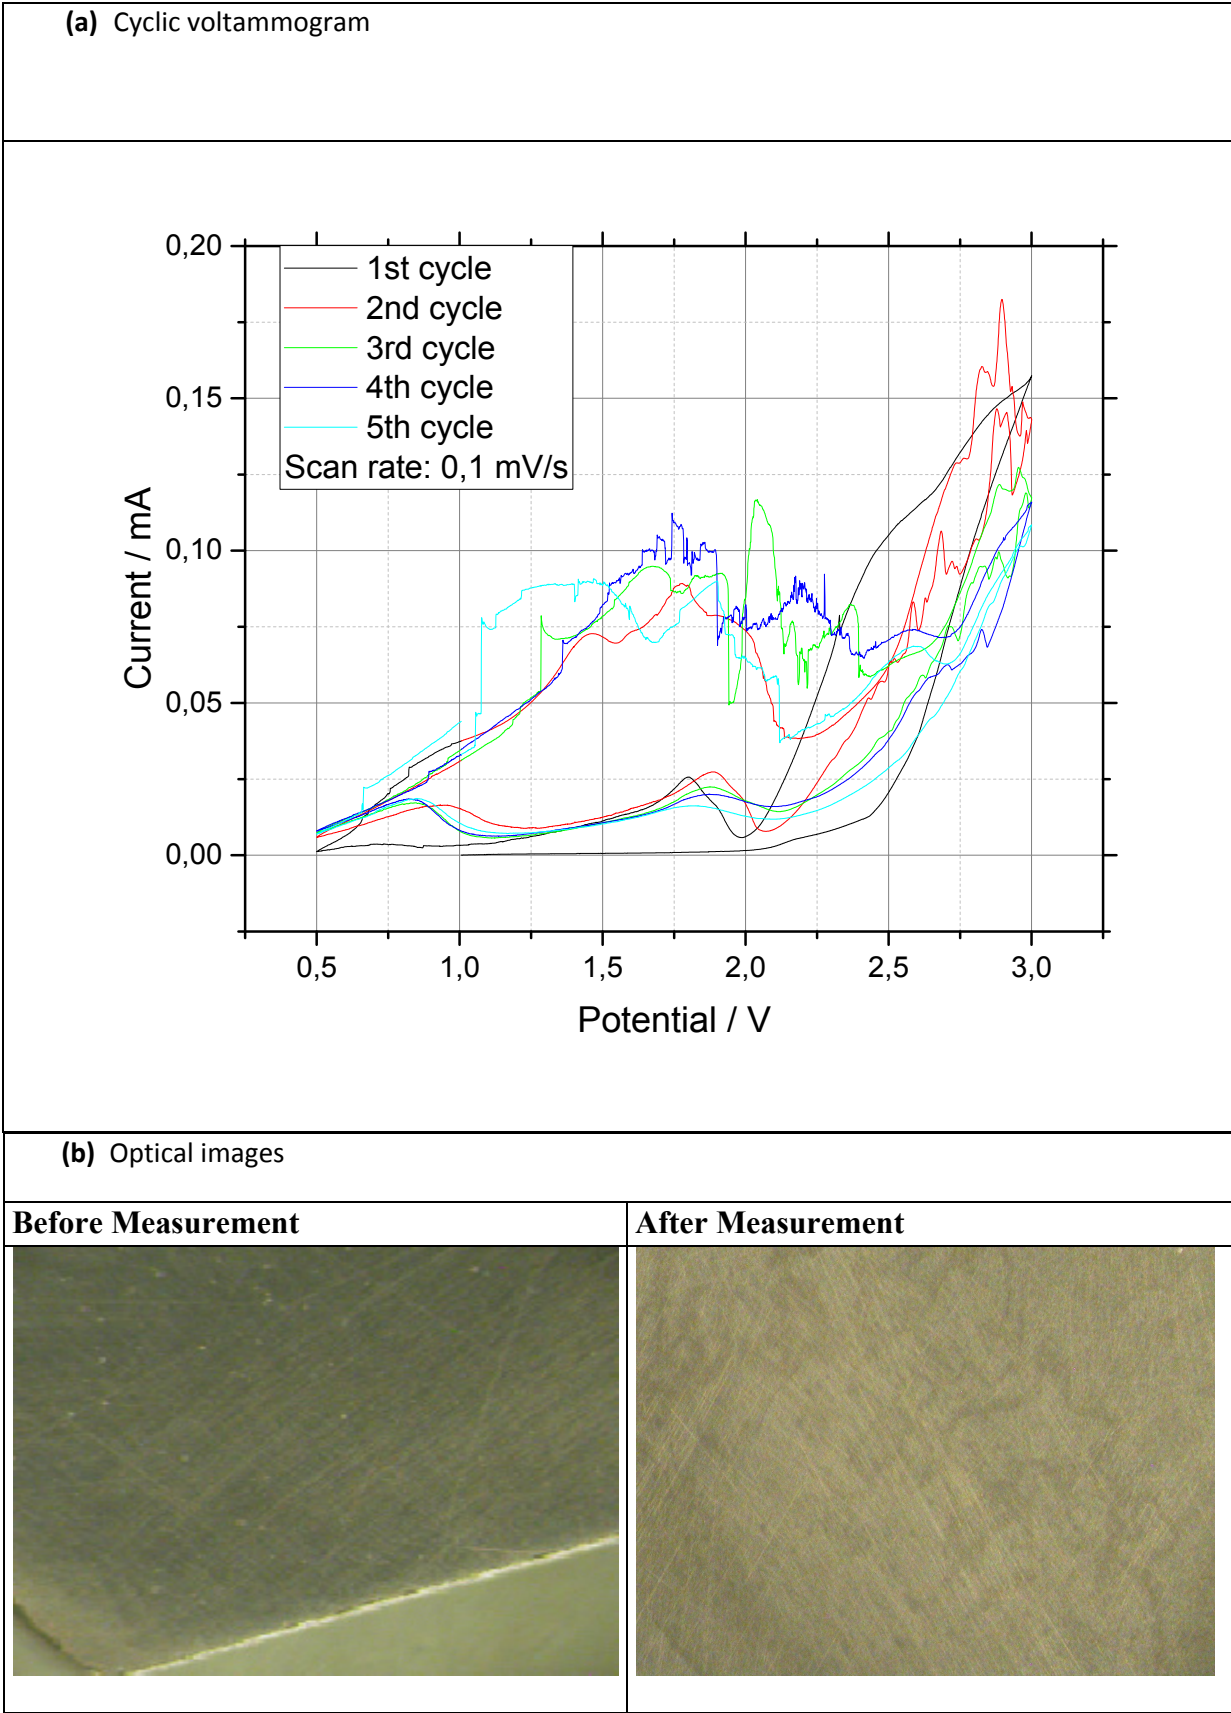 (a) Cyclic voltammogram
0,20
0,15
0,10
0,05
0,00
Current / mA
1st cycle
2nd cycle
3rd cycle
4th cycle
5th cycle
Scan rate: 0,1 mV/s
0,5 1,0 1,5 2,0 2,5 3,0
Potential / V
(b) Optical images
Before Measurement
After Measurement